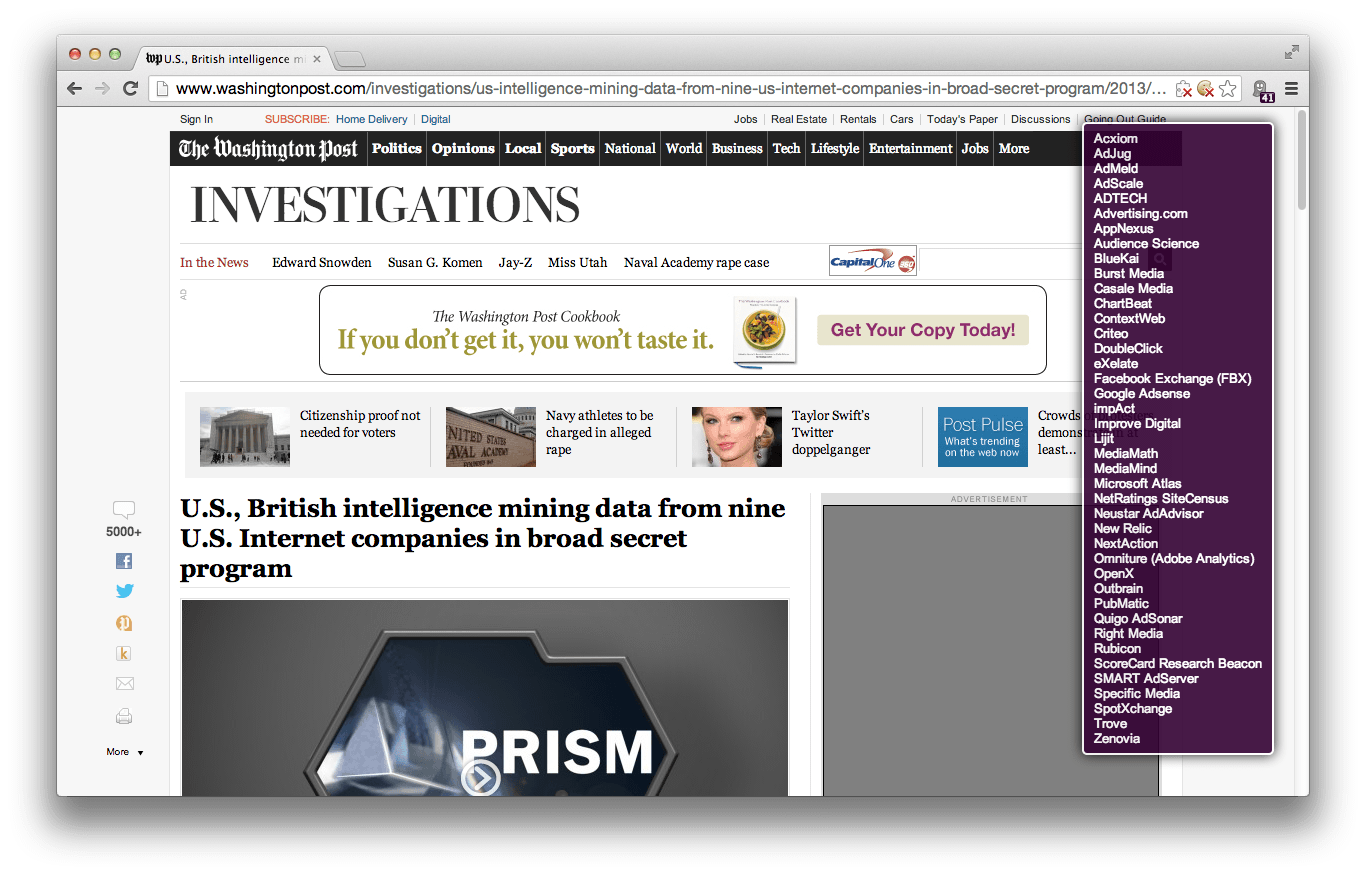 U.S., British intelligence mi
www.washingtonpost.com/investigations/us-intelligence-mining-data-from-nine-us-internet-companies-in-broad-secret-program/2013/...
41
Sign In SUBSCRIBE: Home Delivery Digital Jobs Real Estate Rentals Cars Today's Paper Discussions Going Out Guide
The Washington Post Politics Opinions Local Sports National World Business Tech Lifestyle Entertainment Jobs More
INVESTIGATIONS
In the News Edward Snowden Susan G. Komen Jay-Z Miss Utah Naval Academy rape case
Capital One 360
AD
The Washington Post Cookbook
If you don't get it, you won't taste it.
Get Your Copy Today!
Citizenship proof not
needed for voters
UNITED STATES
NAVAL ACADEMY
Navy athletes to be
charged in alleged
rape
Taylor Swift's
Twitter
doppelganger
Post Pulse
What's trending
on the web now
Crowds
at
least...
5000+
More
U.S., British intelligence mining data from nine
U.S. Internet companies in broad secret
program
PRISM
ADVERTISEMENT
Acxiom
AdJug
AdMeld
AdScale
ADTECH
Advertising.com
AppNexus
Audience Science
BlueKai
Burst Media
Casale Media
ChartBeat
ContextWeb
Criteo
DoubleClick
eXelate
Facebook Exchange (FBX)
Google Adsense
impAct
Improve Digital
Lijit
MediaMath
MediaMind
Microsoft Atlas
NetRatings SiteCensus
Neustar AdAdvisor
New Relic
NextAction
Omniture (Adobe Analytics)
OpenX
Outbrain
PubMatic
Quigo AdSonar
Right Media
Rubicon
ScoreCard Research Beacon
SMART AdServer
Specific Media
SpotXchange
Trove
Zenovia